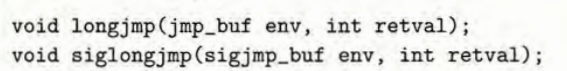 void longjmp(jmp_buf env, int retval);
void siglongjmp(sigjmp_buf env, int retval);